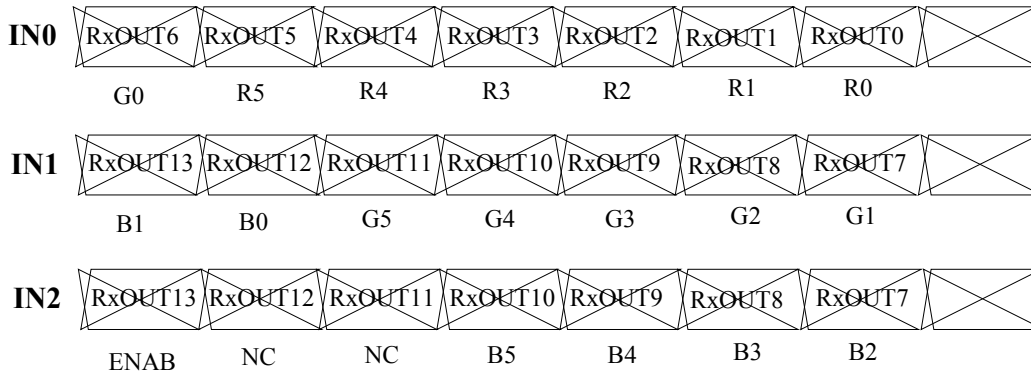 IN0 RxOUT6 RxOUT5 RxOUT4 RxOUT3 RxOUT2 RxOUT1 RxOUT0
G0 R5 R4 R3 R2 R1 R0
IN1 RxOUT13 RxOUT12 RxOUT11 RxOUT10 RxOUT9 RxOUT8 RxOUT7
B1 B0 G5 G4 G3 G2 G1
IN2 RxOUT13 RxOUT12 RxOUT11 RxOUT10 RxOUT9 RxOUT8 RxOUT7
ENAB NC NC B5 B4 B3 B2